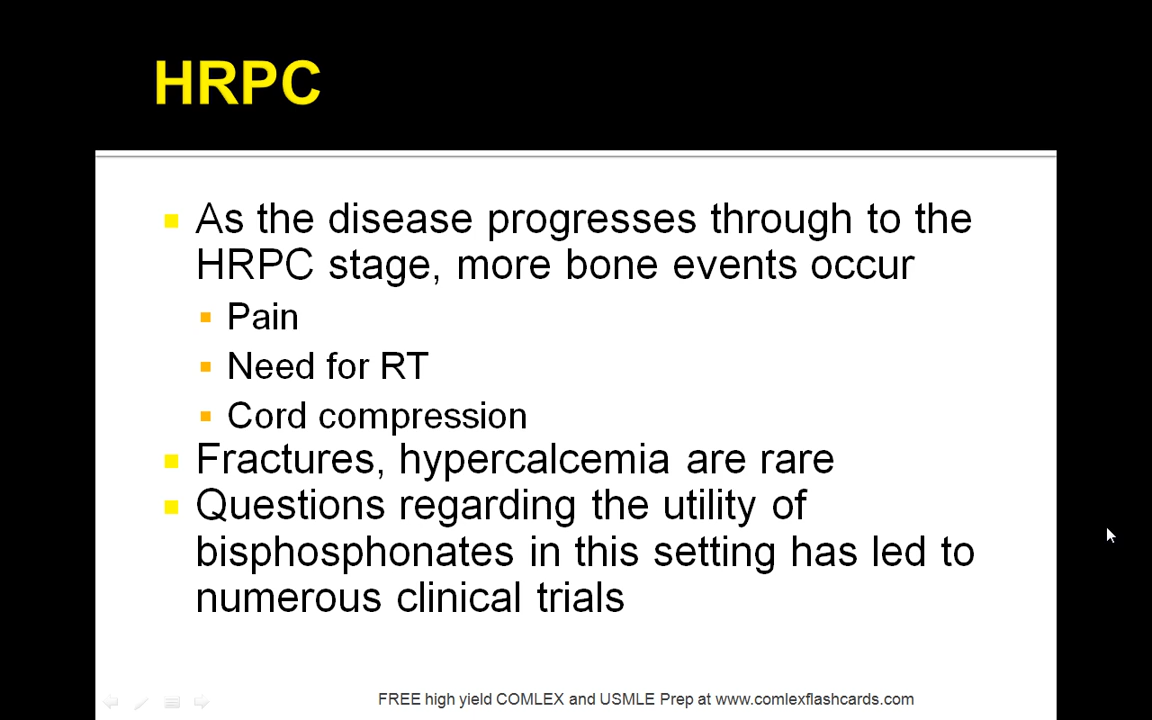 HRPC
As the disease progresses through to the
HRPC stage, more bone events occur
Pain
Need for RT
Cord compression
Fractures, hypercalcemia are rare
Questions regarding the utility of
bisphosphonates in this setting has led to
numerous clinical trials
FREE high yield COMLEX and USMLE Prep at www.comlexflashcards.com